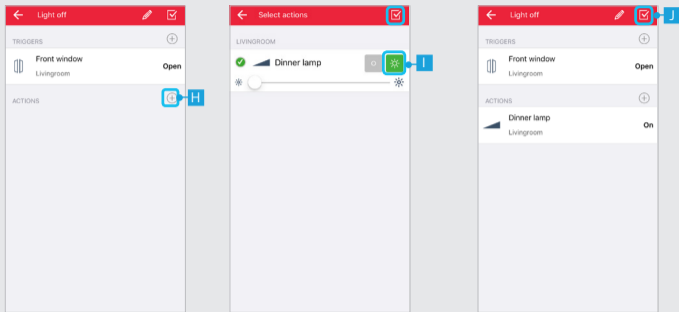 Light off
TRIGGERS
Front window
Livingroom
Open
ACTIONS
H
Select actions
LIVINGROOM
Dinner lamp
I
Light off
J
TRIGGERS
Front window
Livingroom
Open
ACTIONS
Dinner lamp
Livingroom
On